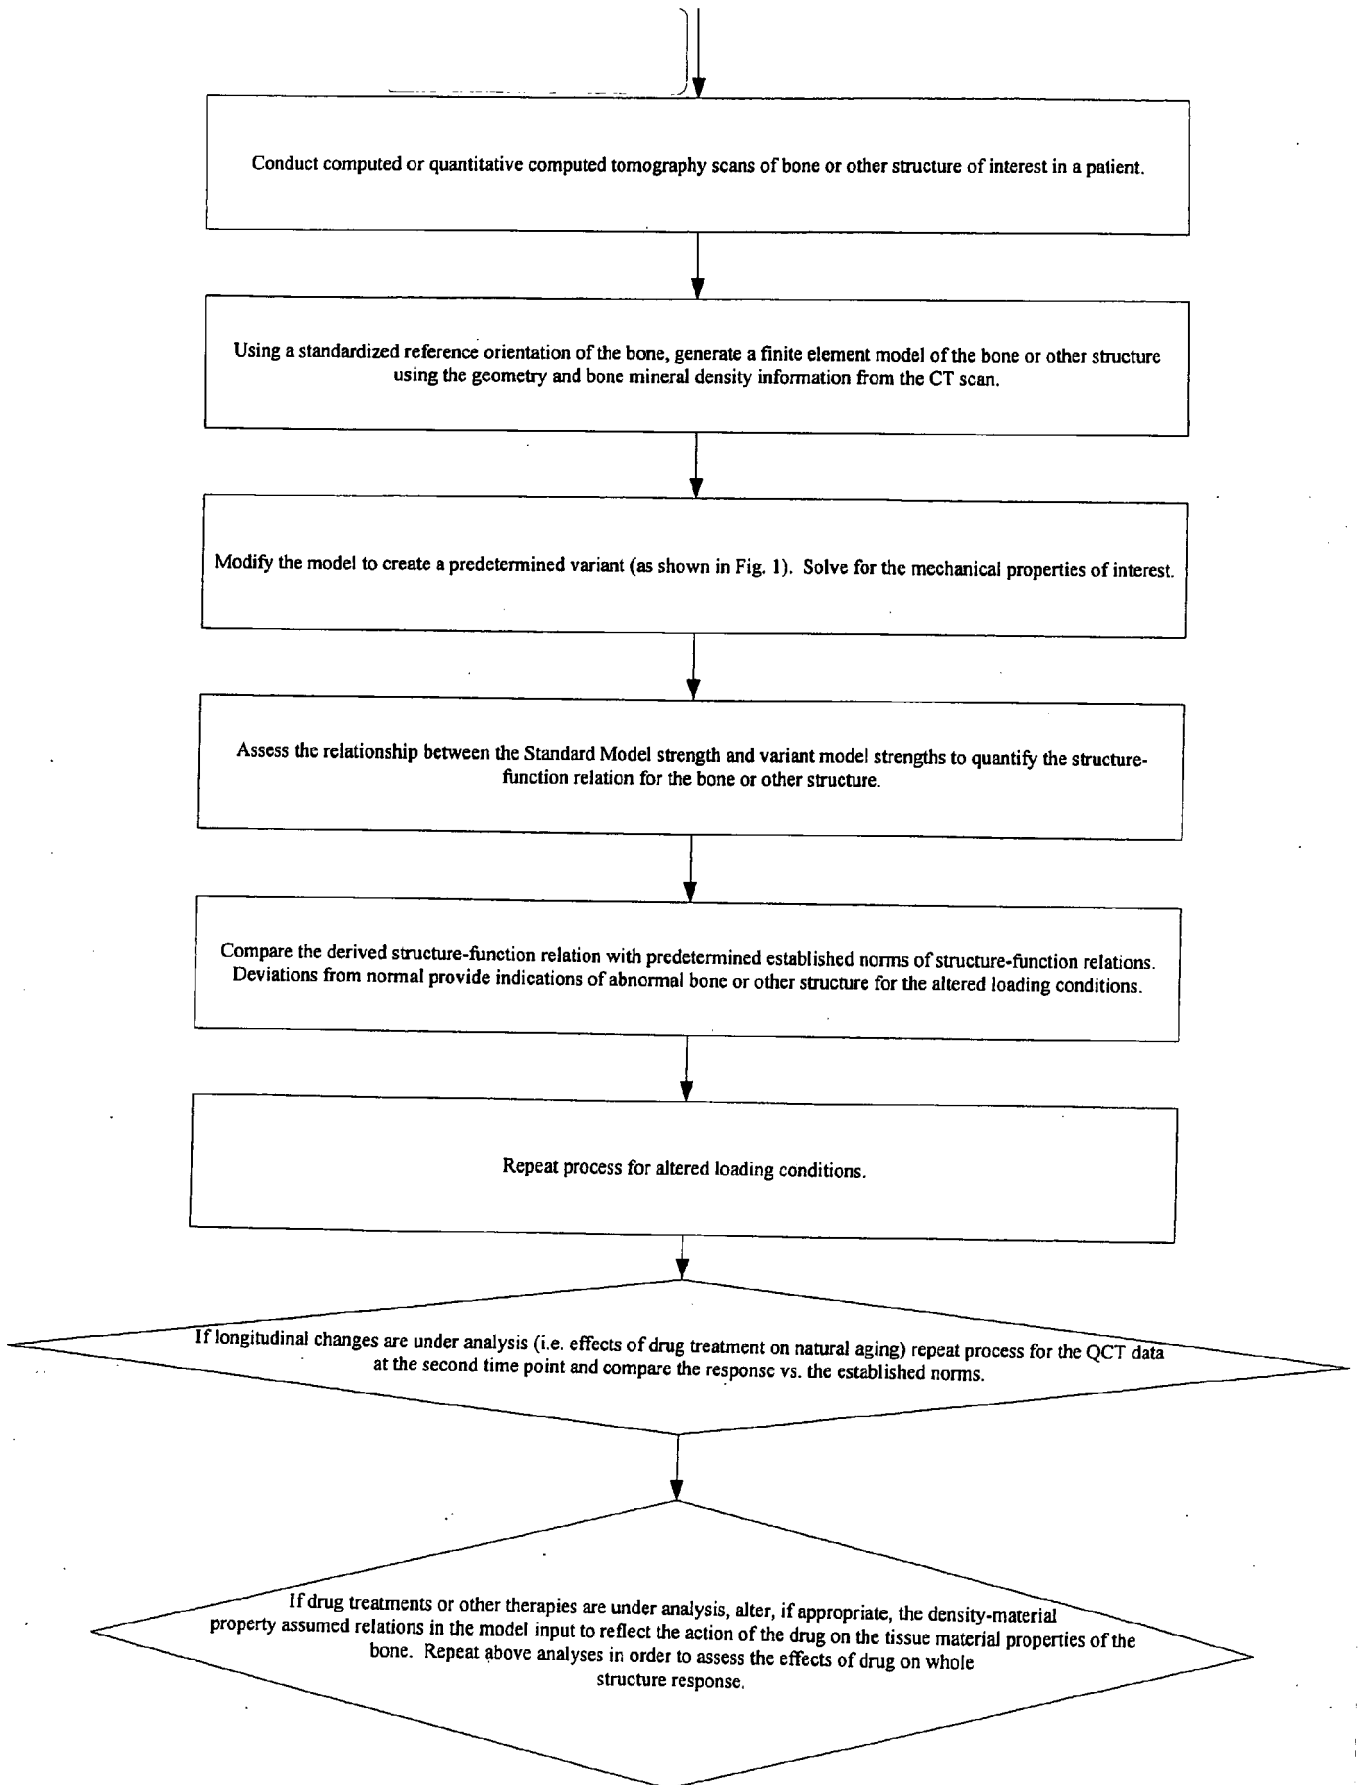 Conduct computed or quantitative computed tomography scans of bone or other structure of interest in a patient.
Using a standardized reference orientation of the bone, generate a finite element model of the bone or other structure
using the geometry and bone mineral density information from the CT scan.
Modify the model to create a predetermined variant (as shown in Fig. 1). Solve for the mechanical properties of interest.
Assess the relationship between the Standard Model strength and variant model strengths to quantify the structure-
function relation for the bone or other structure.
Compare the derived structure-function relation with predetermined established norms of structure-function relations.
Deviations from normal provide indications of abnormal bone or other structure for the altered loading conditions.
Repeat process for altered loading conditions.
If longitudinal changes are under analysis (i.e. effects of drug treatment on natural aging) repeat process for the QCT data
at the second time point and compare the response vs. the established norms.
If drug treatments or other therapies are under analysis, alter, if appropriate, the density-material
property assumed relations in the model input to reflect the action of the drug on the tissue material properties of the
bone. Repeat above analyses in order to assess the effects of drug on whole
structure response.